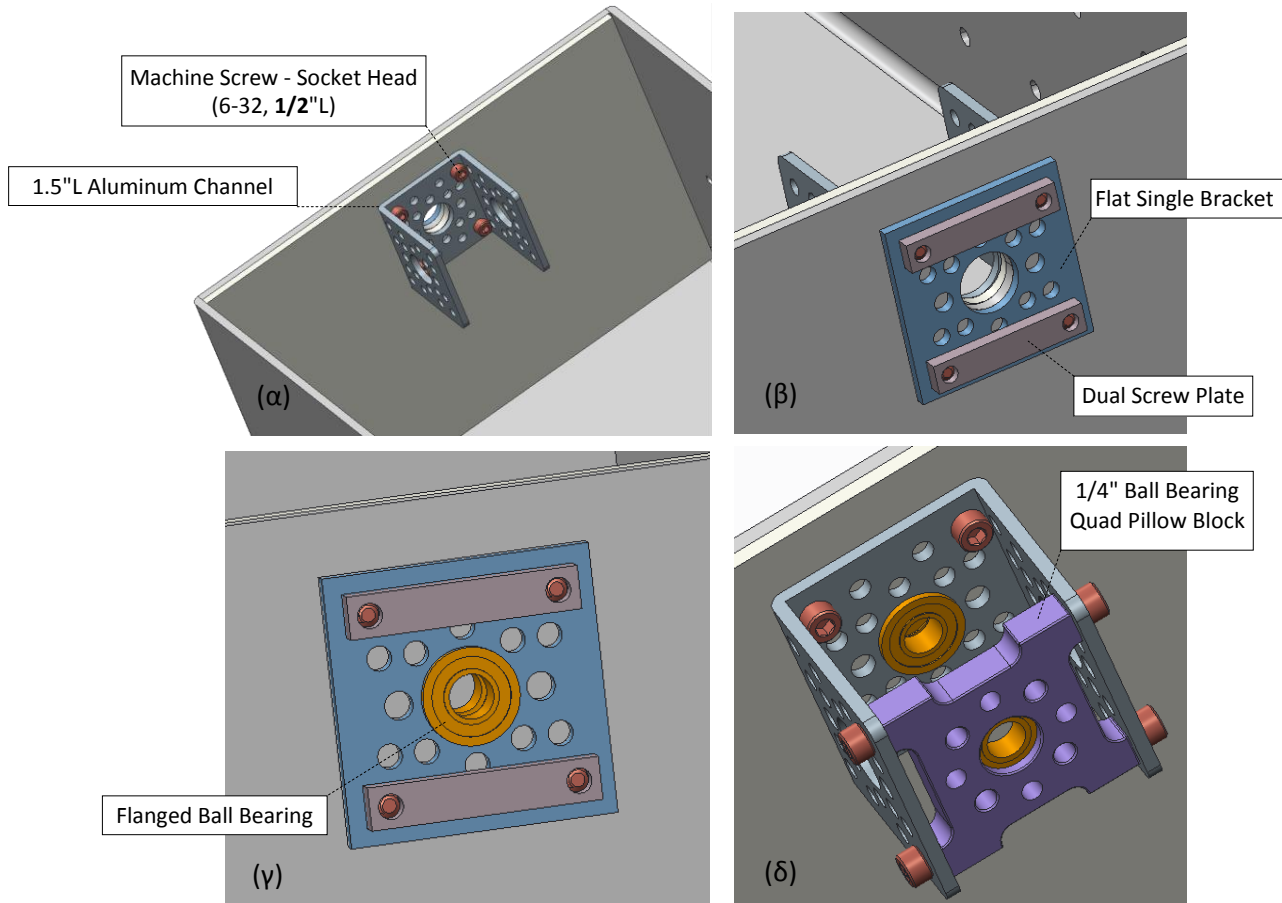 Machine Screw - Socket Head
(6-32, 1/2"L)
1.5"L Aluminum Channel
(α)
Flat Single Bracket
Dual Screw Plate
(β)
Flanged Ball Bearing
(γ)
1/4" Ball Bearing
Quad Pillow Block
(δ)